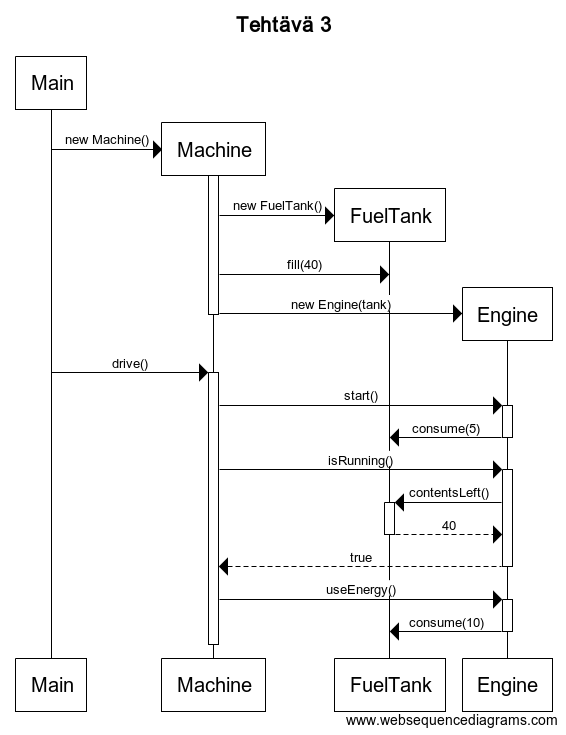 Tehtävä 3
Main
new Machine()
Machine
new FuelTank()
FuelTank
fill(40)
new Engine(tank)
Engine
drive()
start()
consume(5)
isRunning()
contentsLeft()
40
true
useEnergy()
consume(10)
Main Machine FuelTank Engine
www.websequencediagrams.com